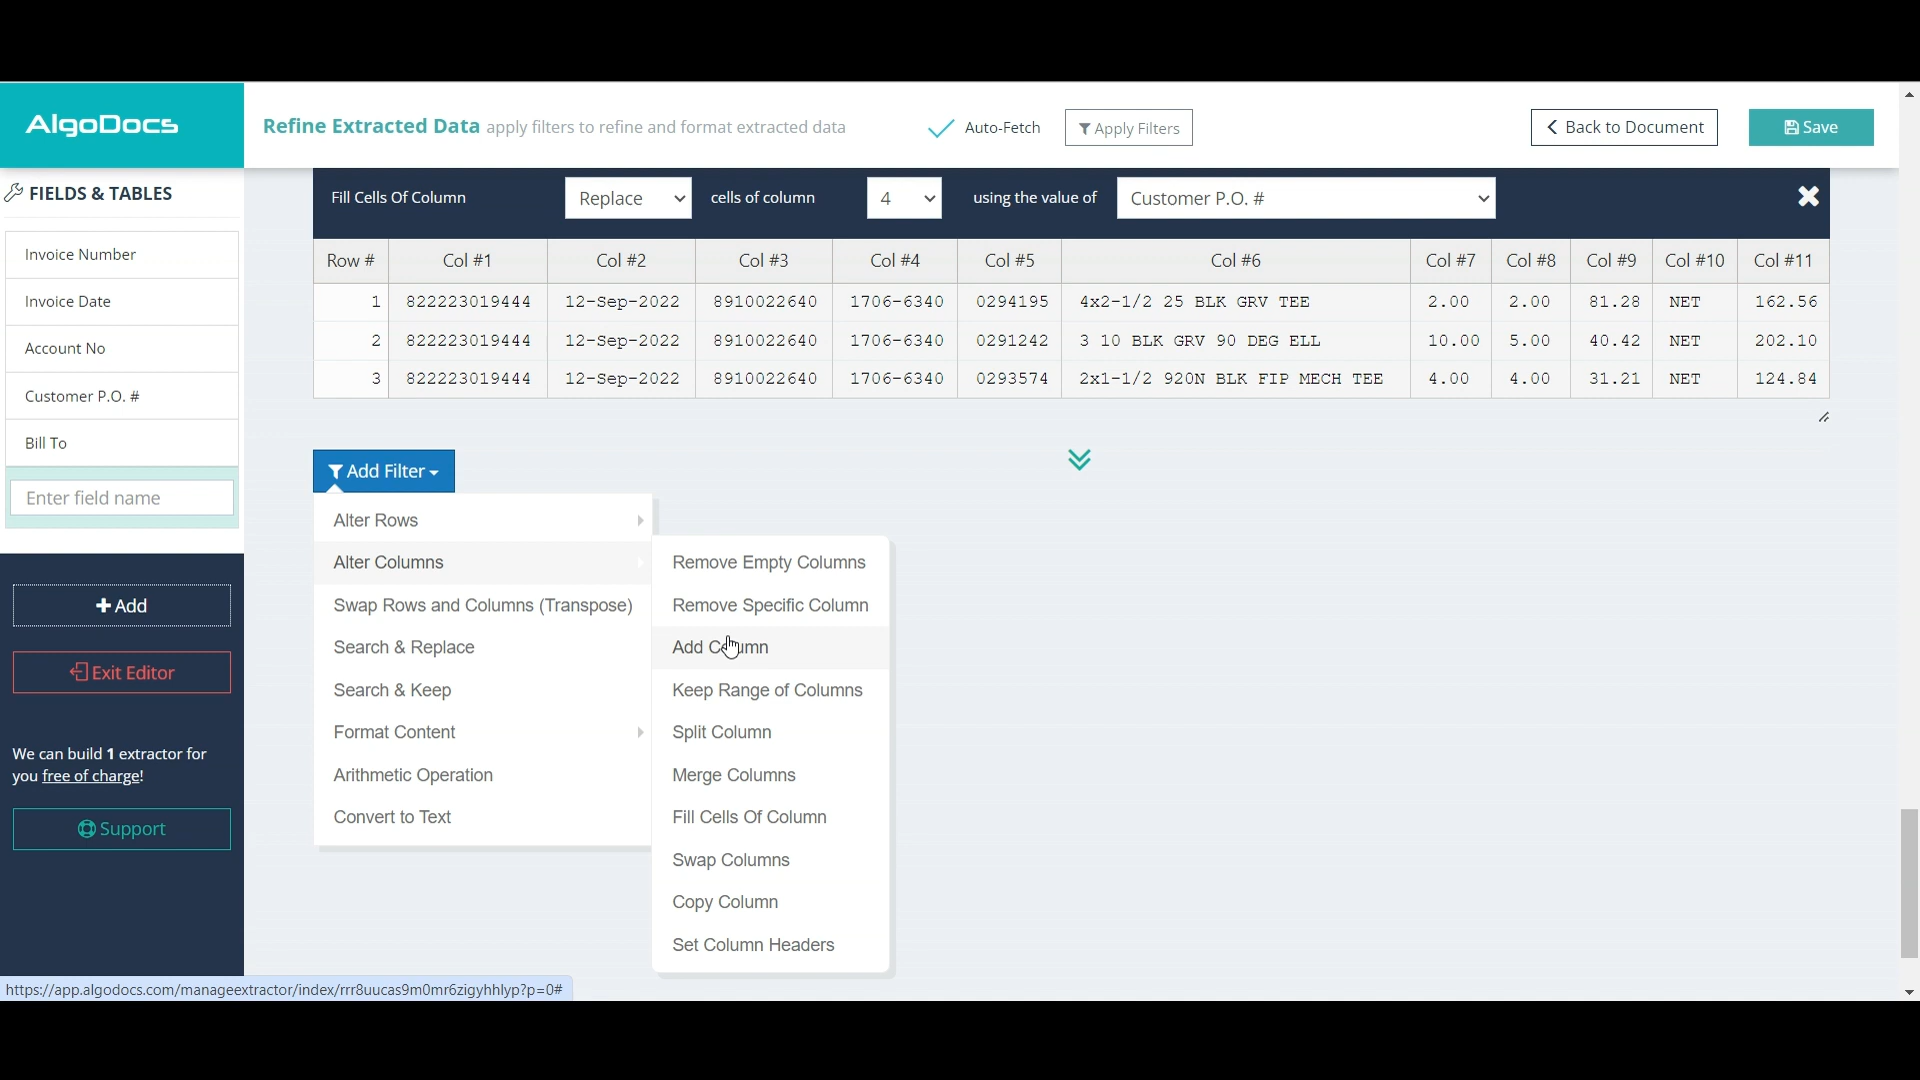 AlgoDocs
Refine Extracted Data apply filters to refine and format extracted data
Auto-Fetch
Apply Filters
Back to Document
Save
FIELDS & TABLES
Invoice Number
Invoice Date
Account No
Customer P.O. #
Bill To
Enter field name
Add
Exit Editor
We can build 1 extractor for
you free of charge!
Support
Fill Cells Of Column Replace cells of column 4 using the value of Customer P.O. #
Row # Col #1 Col #2 Col #3 Col #4 Col #5 Col #6 Col #7 Col #8 Col #9 Col #10 Col #11
1 822223019444 12-Sep-2022 8910022640 1706-6340 0294195 4x2-1/2 25 BLK GRV TEE 2.00 2.00 81.28 NET 162.56
2 822223019444 12-Sep-2022 8910022640 1706-6340 0291242 3 10 BLK GRV 90 DEG ELL 10.00 5.00 40.42 NET 202.10
3 822223019444 12-Sep-2022 8910022640 1706-6340 0293574 2x1-1/2 920N BLK FIP MECH TEE 4.00 4.00 31.21 NET 124.84
Add Filter
Alter Rows
Alter Columns
Swap Rows and Columns (Transpose)
Search & Replace
Search & Keep
Format Content
Arithmetic Operation
Convert to Text
Remove Empty Columns
Remove Specific Column
Add Column
Keep Range of Columns
Split Column
Merge Columns
Fill Cells Of Column
Swap Columns
Copy Column
Set Column Headers
https://app.algodocs.com/manageextractor/index/rrr8uucas9m0mr6zigyhhlyp?p=0#